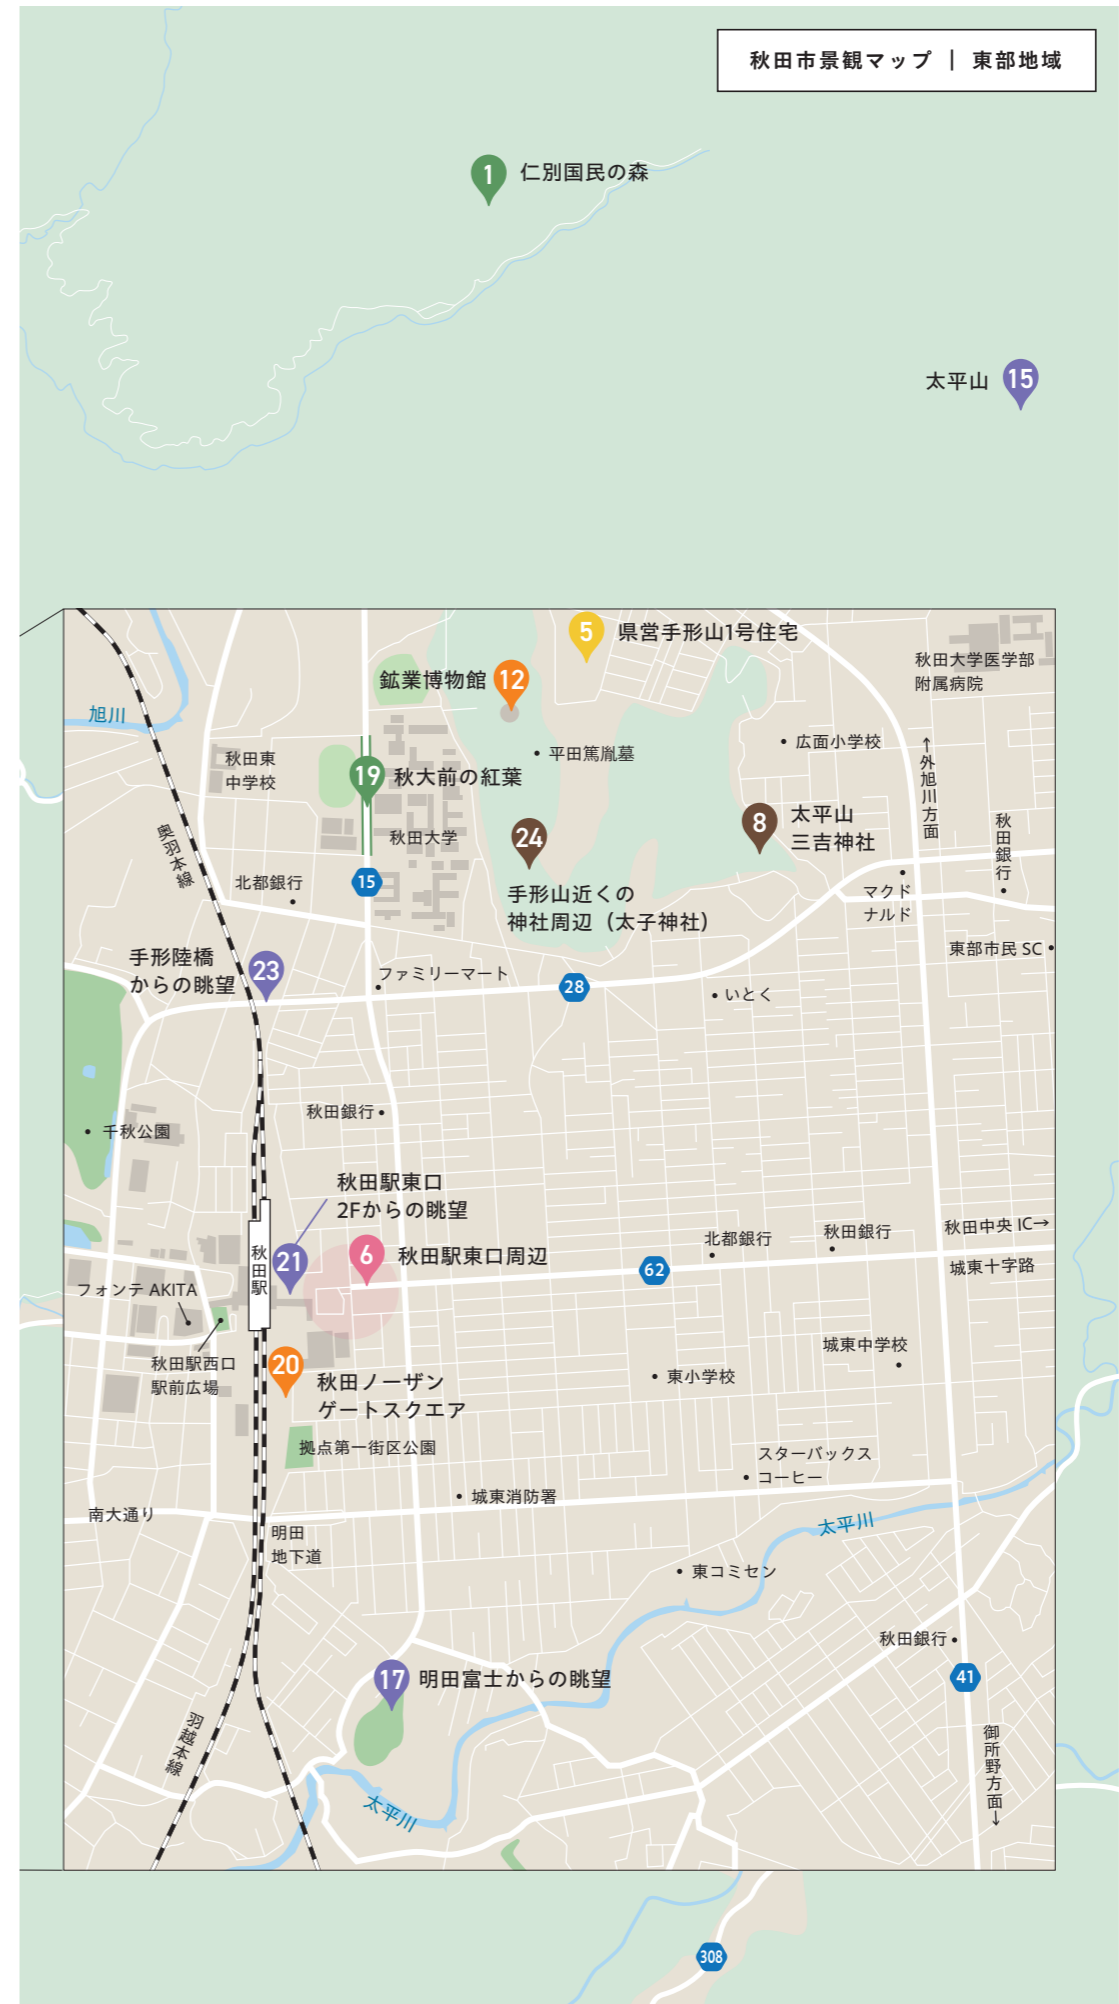 秋田市景観マップ | 東部地域
1 仁別国民の森
太平山 15
5 県営手形山1号住宅
秋田大学医学部
附属病院
鉱業博物館 12
旭川
平田篤胤墓
広面小学校
↑外旭川方面
秋田東
中学校
19 秋大前の紅葉
秋田大学
24
手形山近くの
神社周辺（太子神社）
8 太平山
三吉神社
秋田銀行
奥羽本線
北都銀行
15
マクド
ナルド
東部市民 SC
手形陸橋
からの眺望 23
ファミリーマート
28
いとく
秋田銀行
千秋公園
秋田駅東口
2Fからの眺望
21
秋田駅
6 秋田駅東口周辺
62
北都銀行
秋田銀行
秋田中央 IC→
城東十字路
フォンテ AKITA
秋田駅西口
駅前広場
20 秋田ノーザン
ゲートスクエア
城東中学校
東小学校
拠点第一街区公園
スターバックス
コーヒー
城東消防署
南大通り
明田
地下道
太平川
東コミセン
秋田銀行
41
17 明田富士からの眺望
羽越本線
太平川
御所野方面→
308